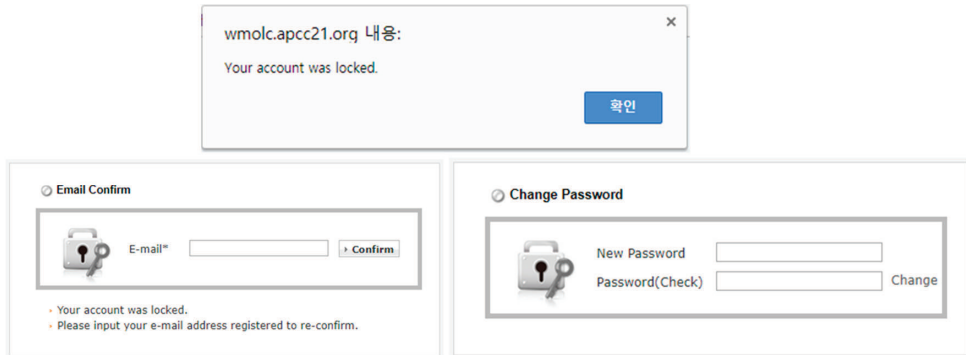 wmolc.apcc21.org 내용:
×
Your account was locked.
확인
Email Confirm
E-mail*
› Confirm
Your account was locked.
Please input your e-mail address registered to re-confirm.
Change Password
New Password
Password(Check)
Change